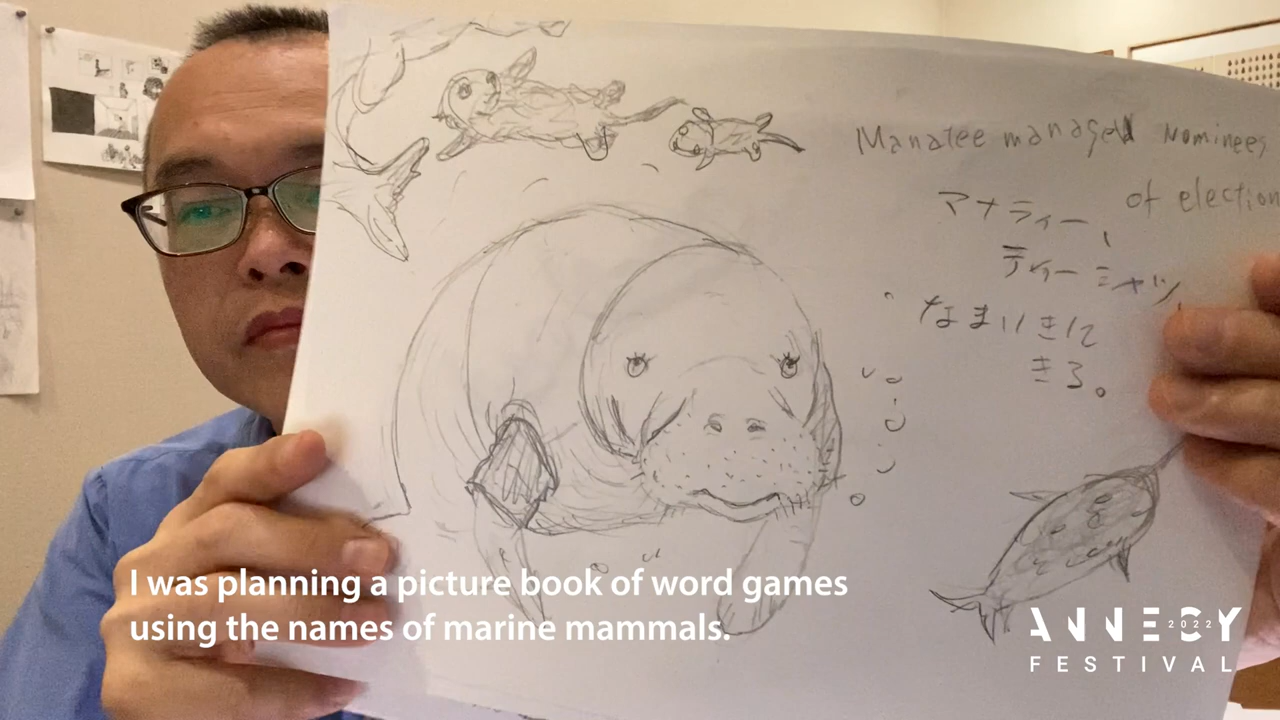 Manatee managed Nominees
of election
マナティー、
ティーシャツ、
なまいきに
きる。
I was planning a picture book of word games
using the names of marine mammals.
ANNECY
2022
FESTIVAL